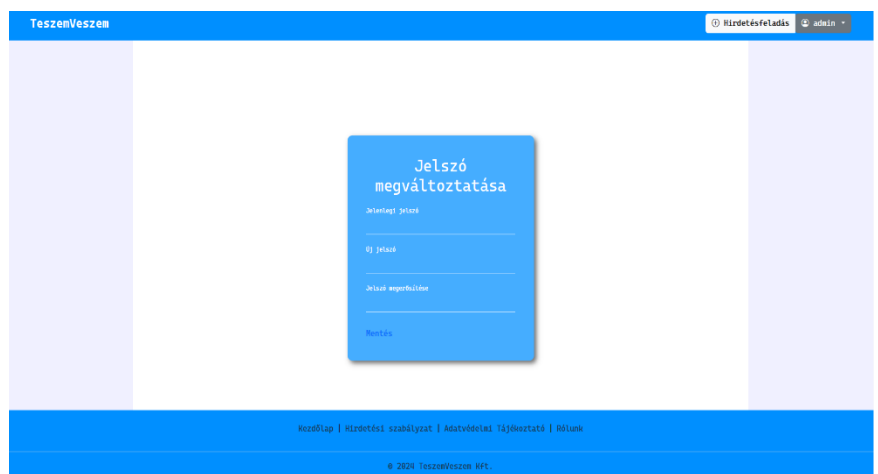 TeszemVeszem
Hirdetésfeladás admin
Jelszó
megváltoztatása
Jelenlegi jelszó
Új jelszó
Jelszó megerősítése
Mentés
Kezdőlap | Hirdetési szabályzat | Adatvédelmi Tájékoztató | Rólunk
© 2024 TeszemVeszem Kft.